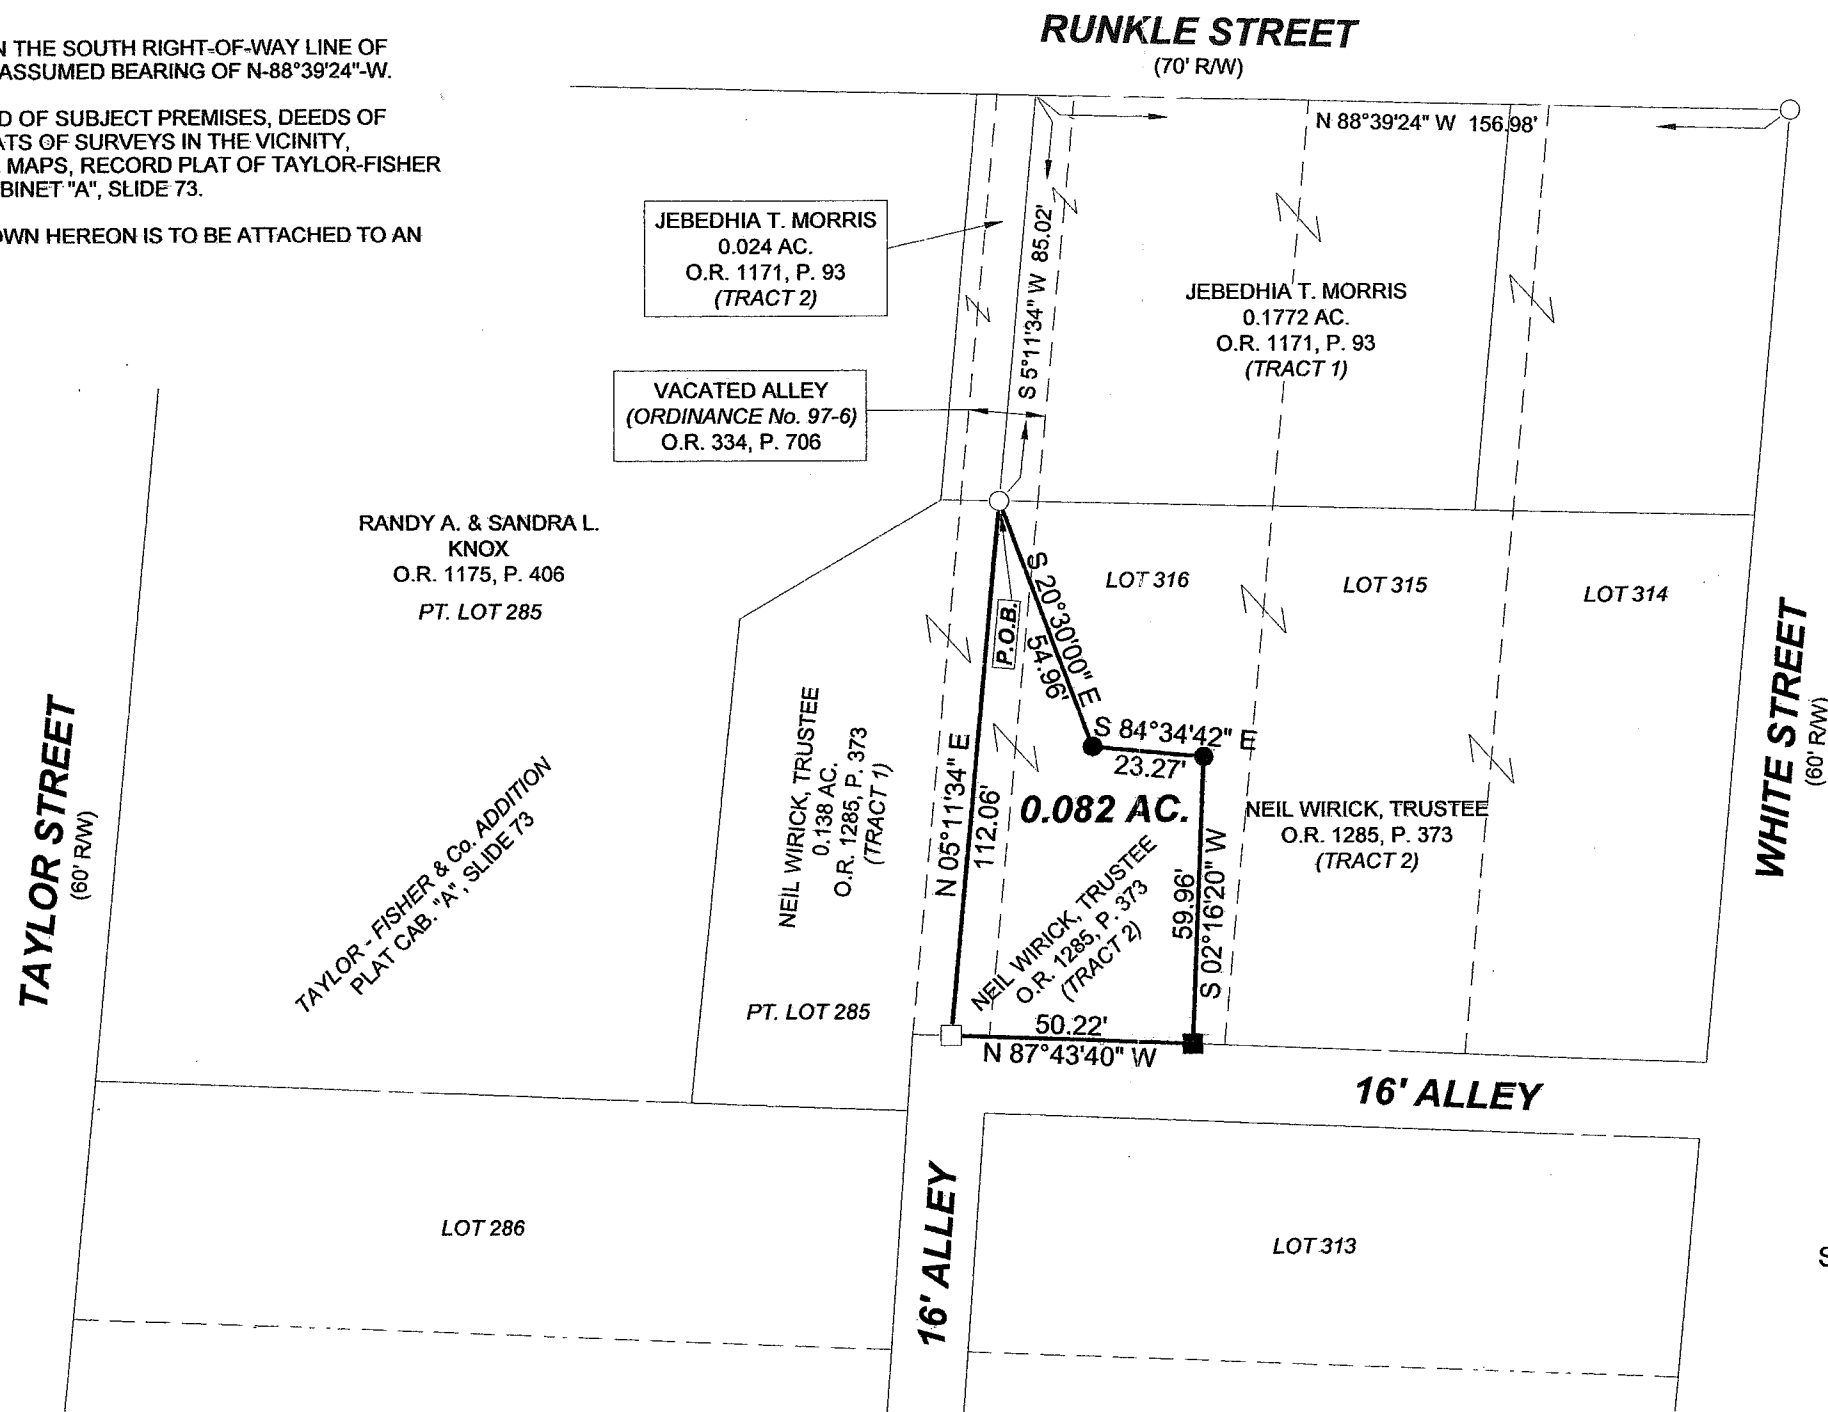 N THE SOUTH RIGHT-OF-WAY LINE OF
ASSUMED BEARING OF N-88°39'24"-W.
D OF SUBJECT PREMISES, DEEDS OF
ATS OF SURVEYS IN THE VICINITY,
MAPS, RECORD PLAT OF TAYLOR-FISHER
BINET "A", SLIDE 73.
OWN HEREON IS TO BE ATTACHED TO AN
RUNKLE STREET
(70' R/W)
N 88°39'24" W 156.98'
JEBEDHIA T. MORRIS
0.024 AC.
O.R. 1171, P. 93
(TRACT 2)
S 5°11'34" W 85.02'
JEBEDHIA T. MORRIS
0.1772 AC.
O.R. 1171, P. 93
(TRACT 1)
VACATED ALLEY
(ORDINANCE No. 97-6)
O.R. 334, P. 706
RANDY A. & SANDRA L.
KNOX
O.R. 1175, P. 406
PT. LOT 285
LOT 316
LOT 315
LOT 314
S 20°30'00" E
54.96'
P.O.B.
S 84°34'42" E
23.27'
0.082 AC.
N 05°11'34" E
112.06'
NEIL WIRICK, TRUSTEE
0.138 AC.
O.R. 1285, P. 373
(TRACT 1)
NEIL WIRICK, TRUSTEE
O.R. 1285, P. 373
(TRACT 2)
NEIL WIRICK, TRUSTEE
O.R. 1285, P. 373
(TRACT 2)
59.96'
S 02°16'20" W
WHITE STREET
(60' R/W)
TAYLOR STREET
(60' R/W)
TAYLOR - FISHER & Co. ADDITION
PLAT CAB. "A", SLIDE 73
PT. LOT 285
50.22'
N 87°43'40" W
16' ALLEY
16' ALLEY
LOT 286
LOT 313
S